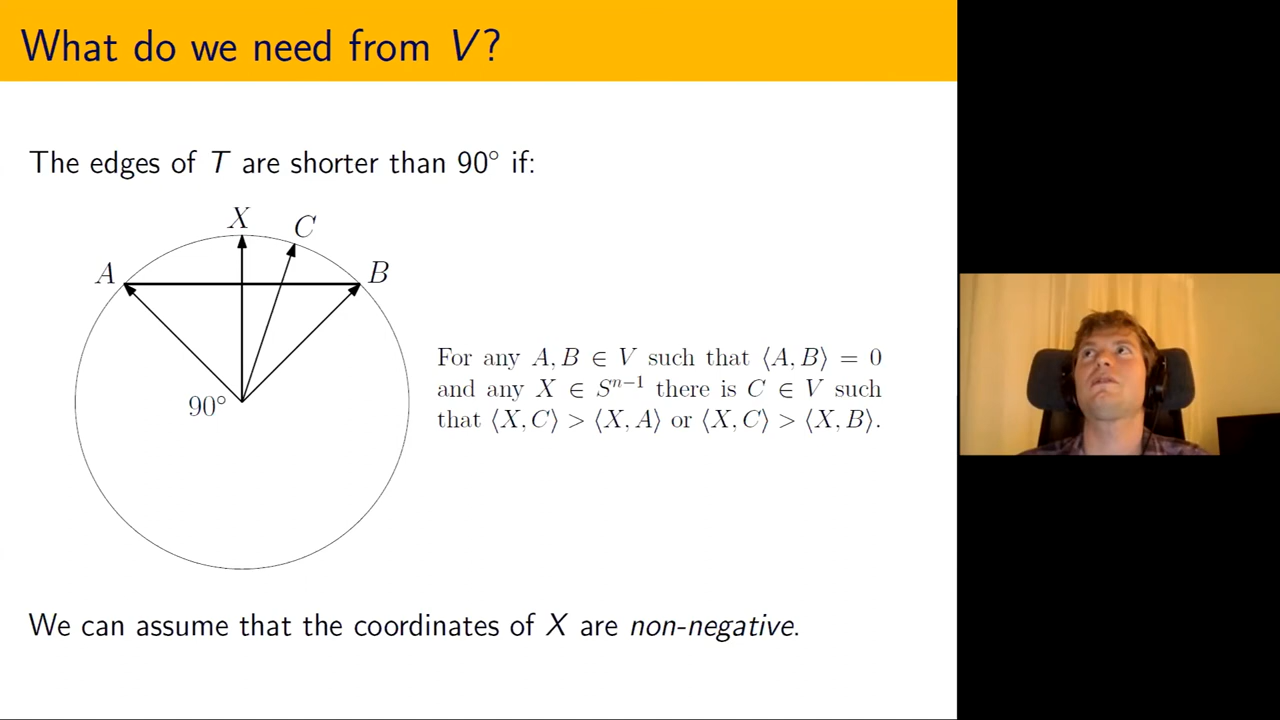 What do we need from V?
The edges of T are shorter than 90° if:
X
C
A
B
90°
For any A, B ∈ V such that ⟨A, B⟩ = 0
and any X ∈ Sⁿ⁻¹ there is C ∈ V such
that ⟨X, C⟩ > ⟨X, A⟩ or ⟨X, C⟩ > ⟨X, B⟩.
We can assume that the coordinates of X are non-negative.